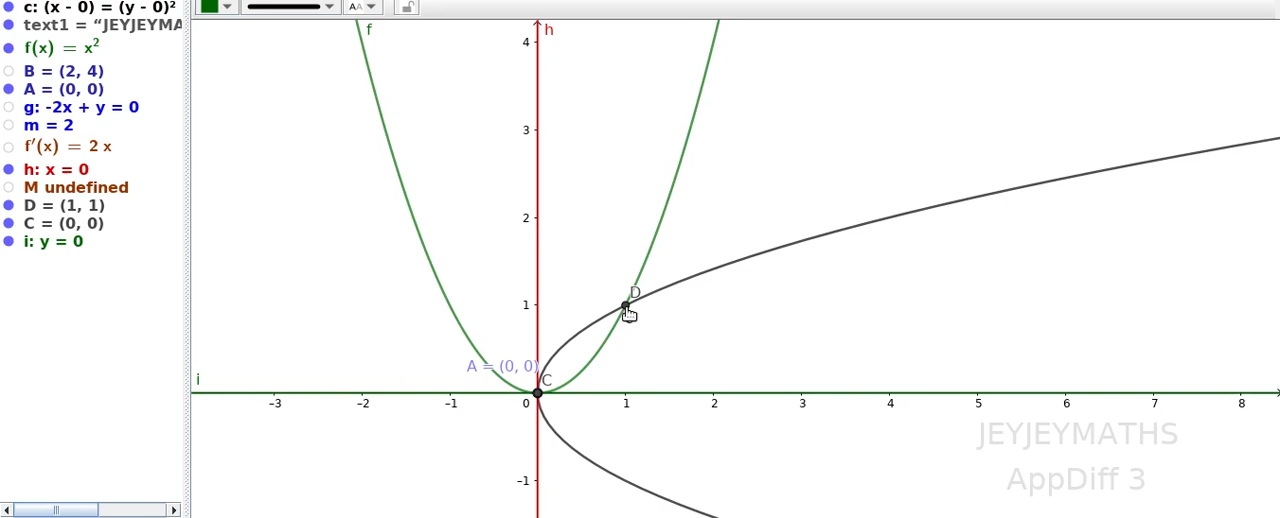 c: (x - 0) = (y - 0)²
text1 = “JEYJEYMA
f(x) = x²
B = (2, 4)
A = (0, 0)
g: -2x + y = 0
m = 2
f′(x) = 2 x
h: x = 0
M undefined
D = (1, 1)
C = (0, 0)
i: y = 0
AA
f
h
4
3
2
D
1
A = (0, 0)
C
i
–3
–2
–1
0
1
2
3
4
5
6
7
8
JEYJEYMATHS
AppDiff 3
–1